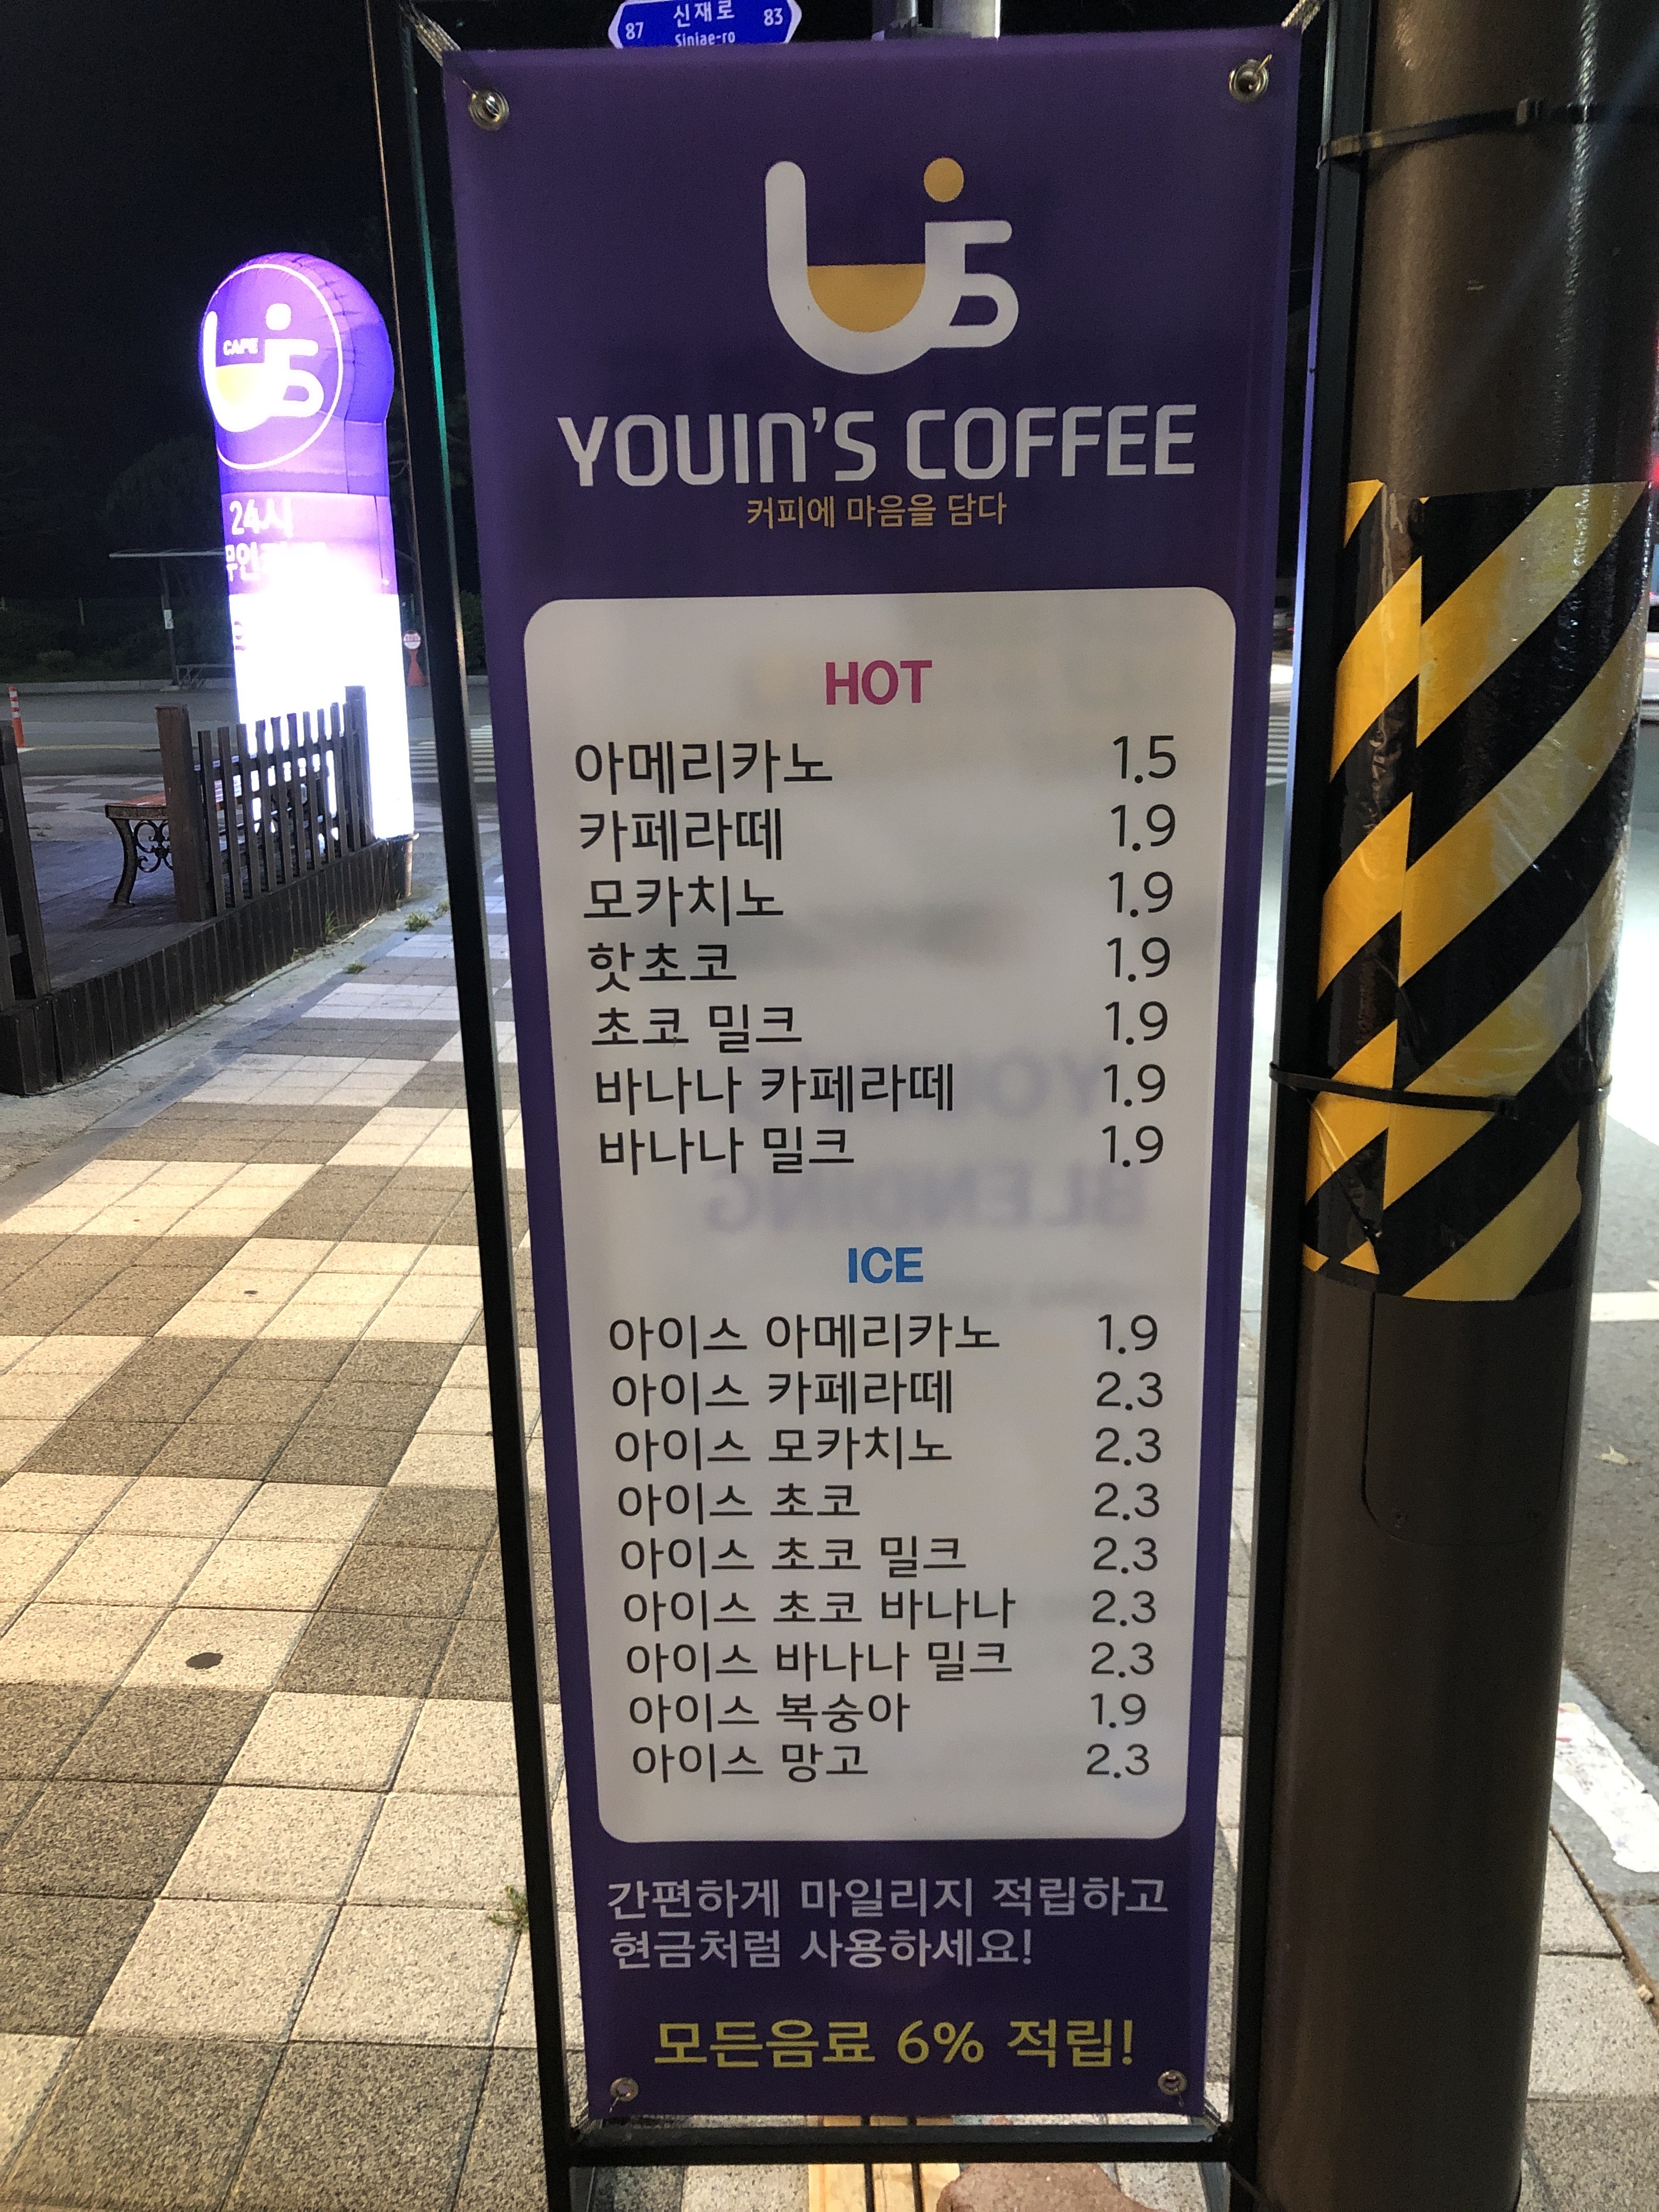 87 신재로 83
Sinjae-ro
YOUIN'S COFFEE
커피에 마음을 담다
HOT
아메리카노 1.5
카페라떼 1.9
모카치노 1.9
핫초코 1.9
초코 밀크 1.9
바나나 카페라떼 1.9
바나나 밀크 1.9
ICE
아이스 아메리카노 1.9
아이스 카페라떼 2.3
아이스 모카치노 2.3
아이스 초코 2.3
아이스 초코 밀크 2.3
아이스 초코 바나나 2.3
아이스 바나나 밀크 2.3
아이스 복숭아 1.9
아이스 망고 2.3
간편하게 마일리지 적립하고
현금처럼 사용하세요!
모든음료 6% 적립!
CAFE
24시